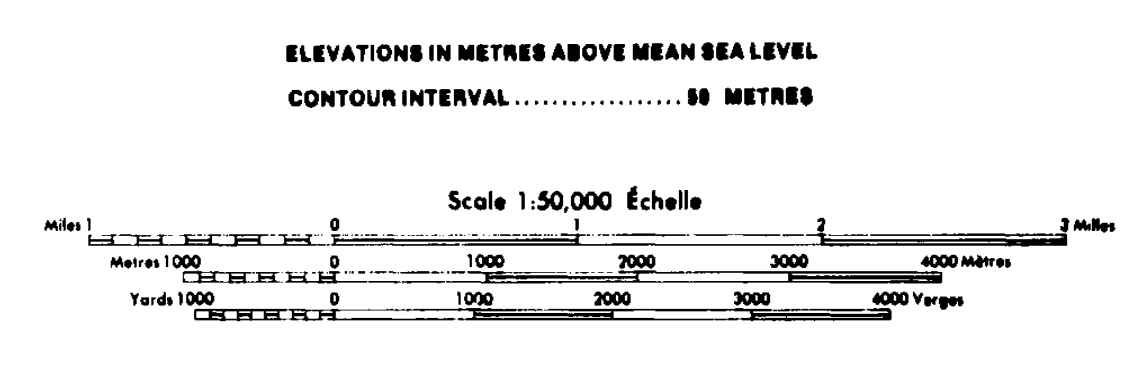 ELEVATIONS IN METRES ABOVE MEAN SEA LEVEL
CONTOUR INTERVAL .................. 50 METRES
Scale 1:50,000 Échelle
Miles 1 0 1 2 3 Milles
Metres 1000 0 1000 2000 3000 4000 Mètres
Yards 1000 0 1000 2000 3000 4000 Verges